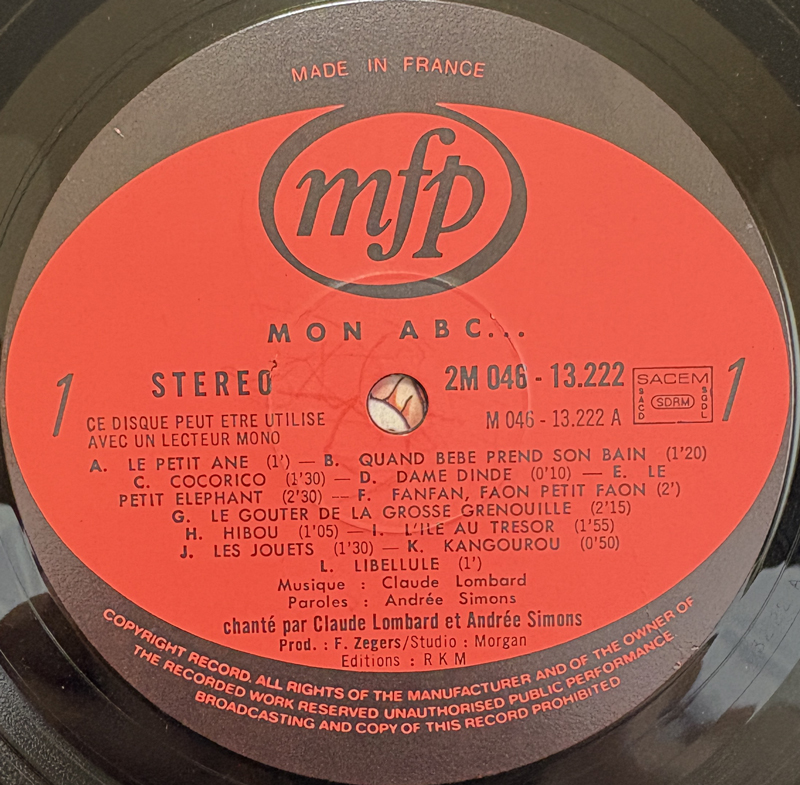 MADE IN FRANCE
mfp
MON ABC...
1
STEREO
2M 046 - 13.222
SACEM
SACD
SDRM
SGDL
1
CE DISQUE PEUT ETRE UTILISE
AVEC UN LECTEUR MONO
M 046 - 13.222 A
A. LE PETIT ANE (1') — B. QUAND BEBE PREND SON BAIN (1'20)
C. COCORICO (1'30) — D. DAME DINDE (0'10) — E. LE
PETIT ELEPHANT (2'30) — F. FANFAN, FAON PETIT FAON (2')
G. LE GOUTER DE LA GROSSE GRENOUILLE (2'15)
H. HIBOU (1'05) — I. L'ILE AU TRESOR (1'55)
J. LES JOUETS (1'30) — K. KANGOUROU (0'50)
L. LIBELLULE (1')
Musique : Claude Lombard
Paroles : Andrée Simons
chanté par Claude Lombard et Andrée Simons
Prod. : F. Zegers/Studio : Morgan
Editions : R K M
COPYRIGHT RECORD. ALL RIGHTS OF THE MANUFACTURER AND OF THE OWNER OF
THE RECORDED WORK RESERVED UNAUTHORISED PUBLIC PERFORMANCE
BROADCASTING AND COPY OF THIS RECORD PROHIBITED